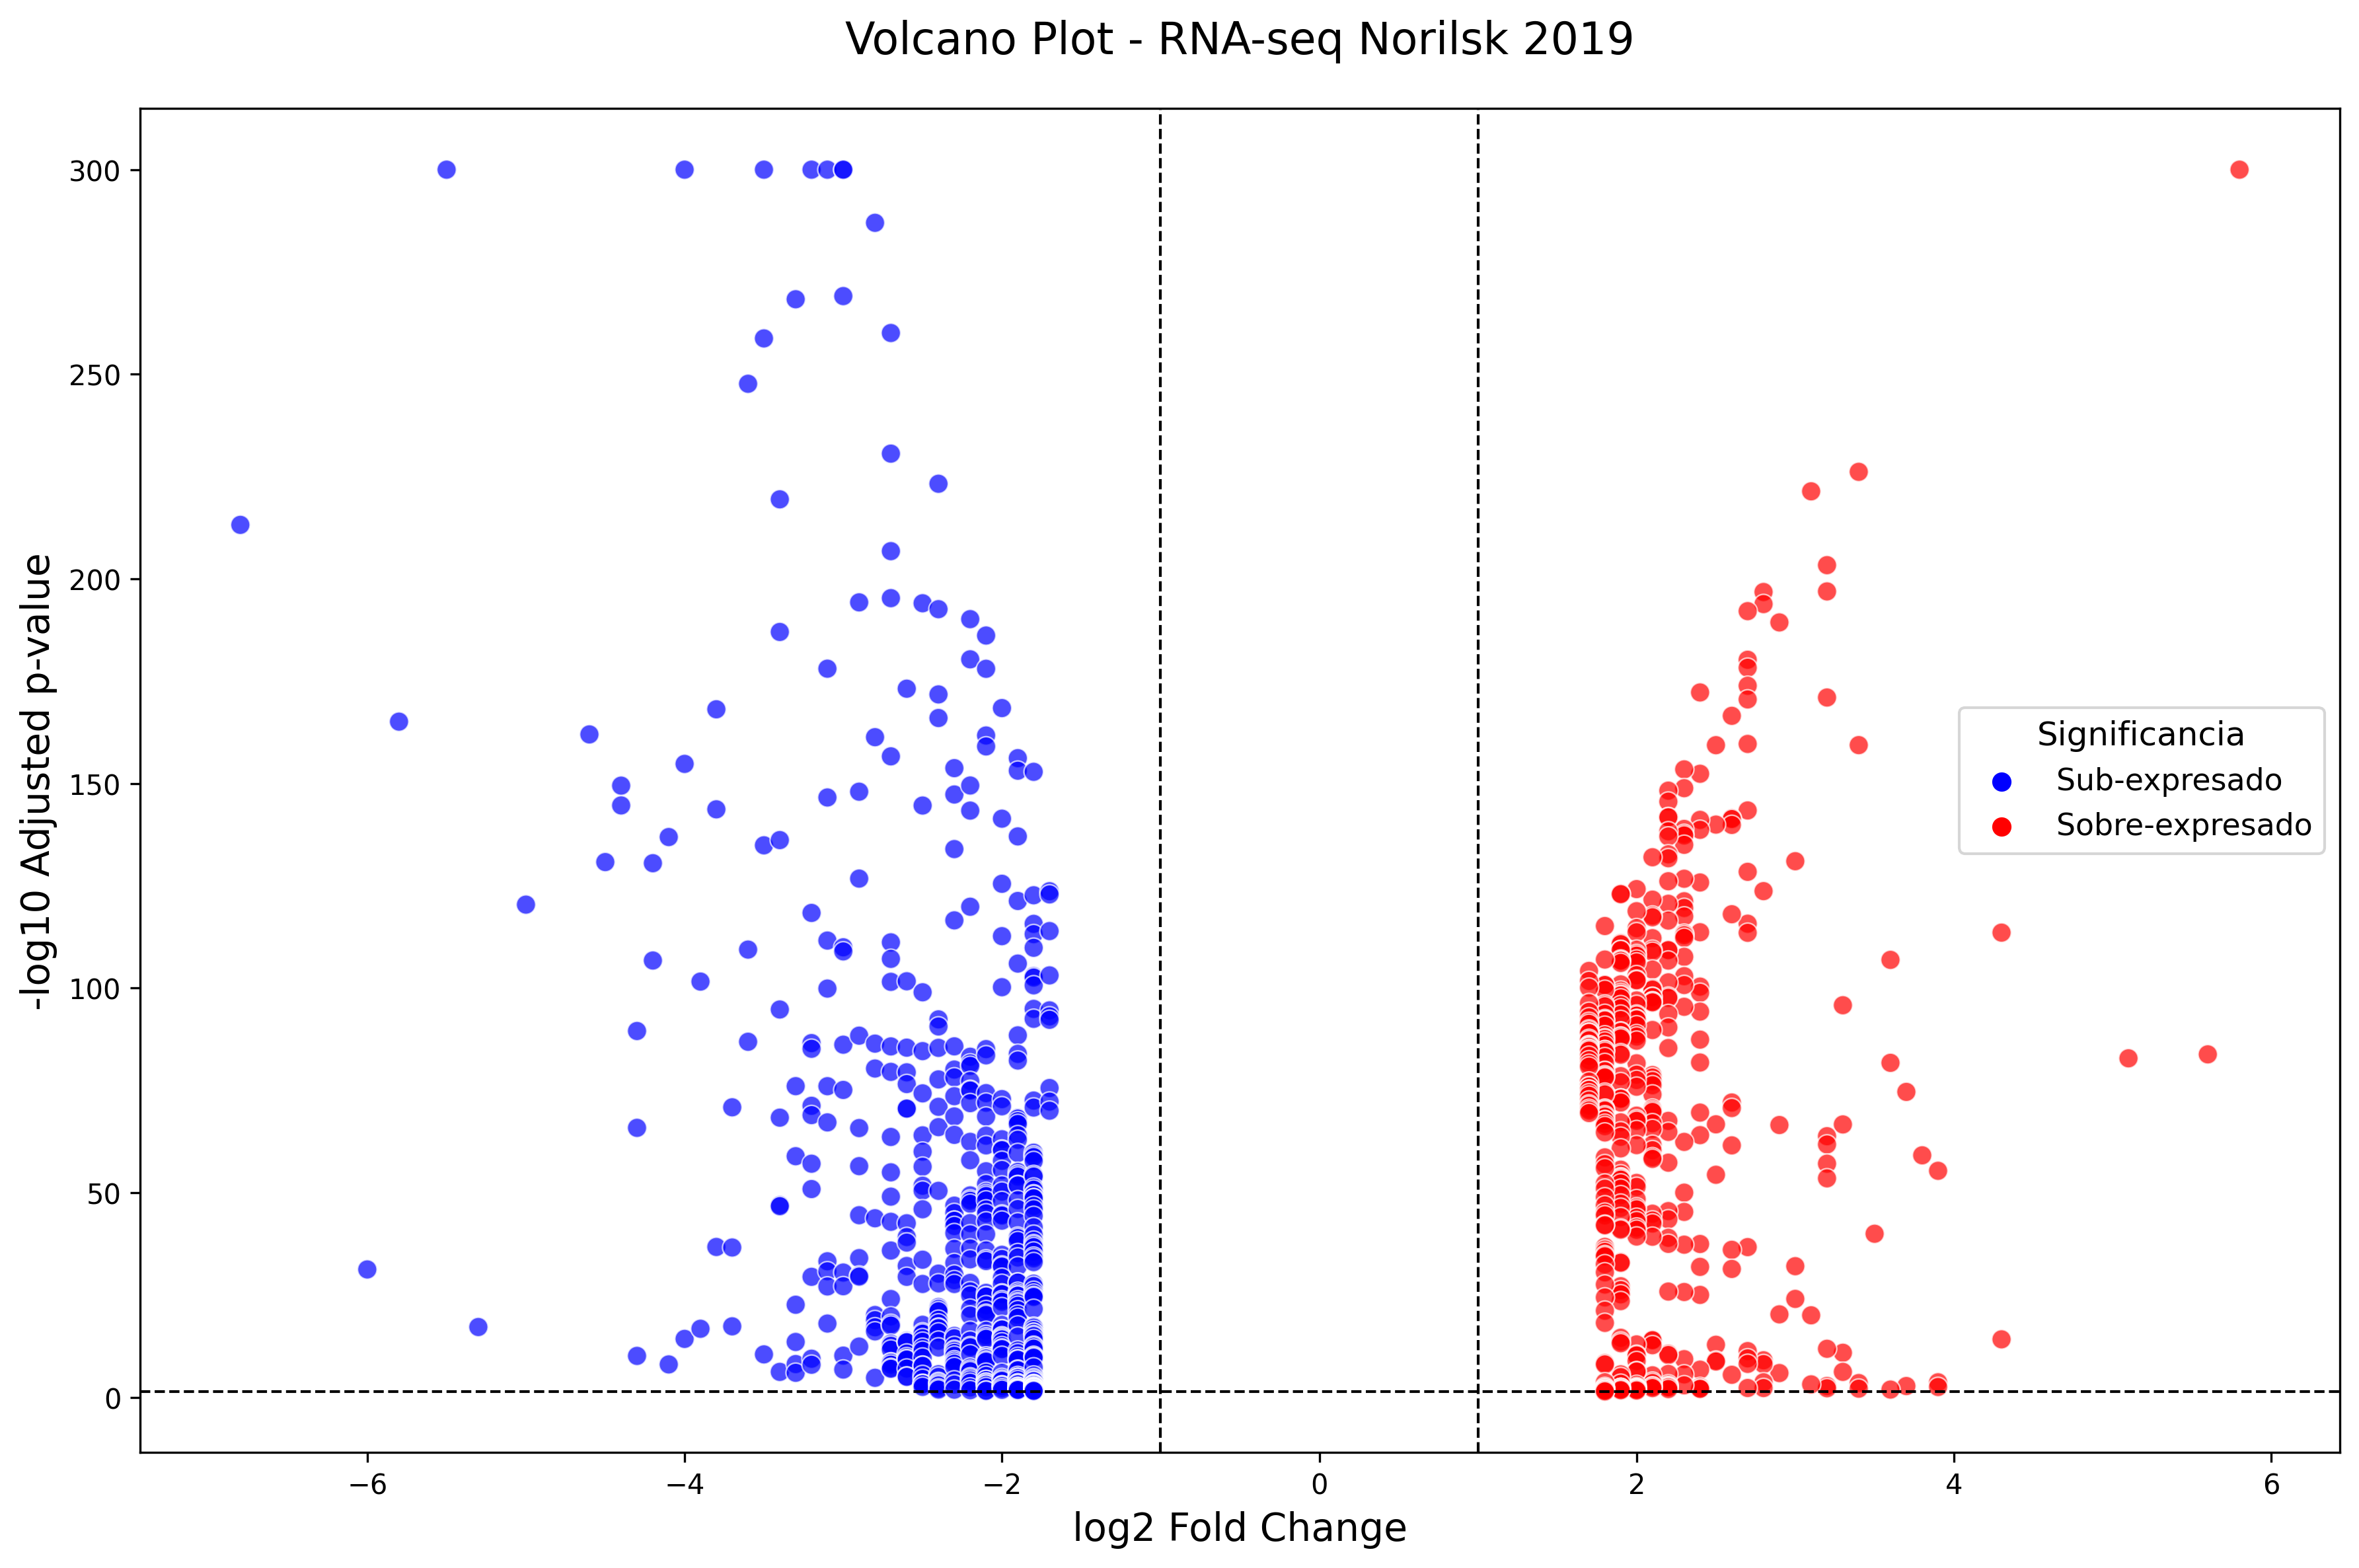 Volcano Plot - RNA-seq Norilsk 2019
-log10 Adjusted p-value
300
250
200
150
100
50
0
Significancia
Sub-expresado
Sobre-expresado
−6
−4
−2
0
2
4
6
log2 Fold Change